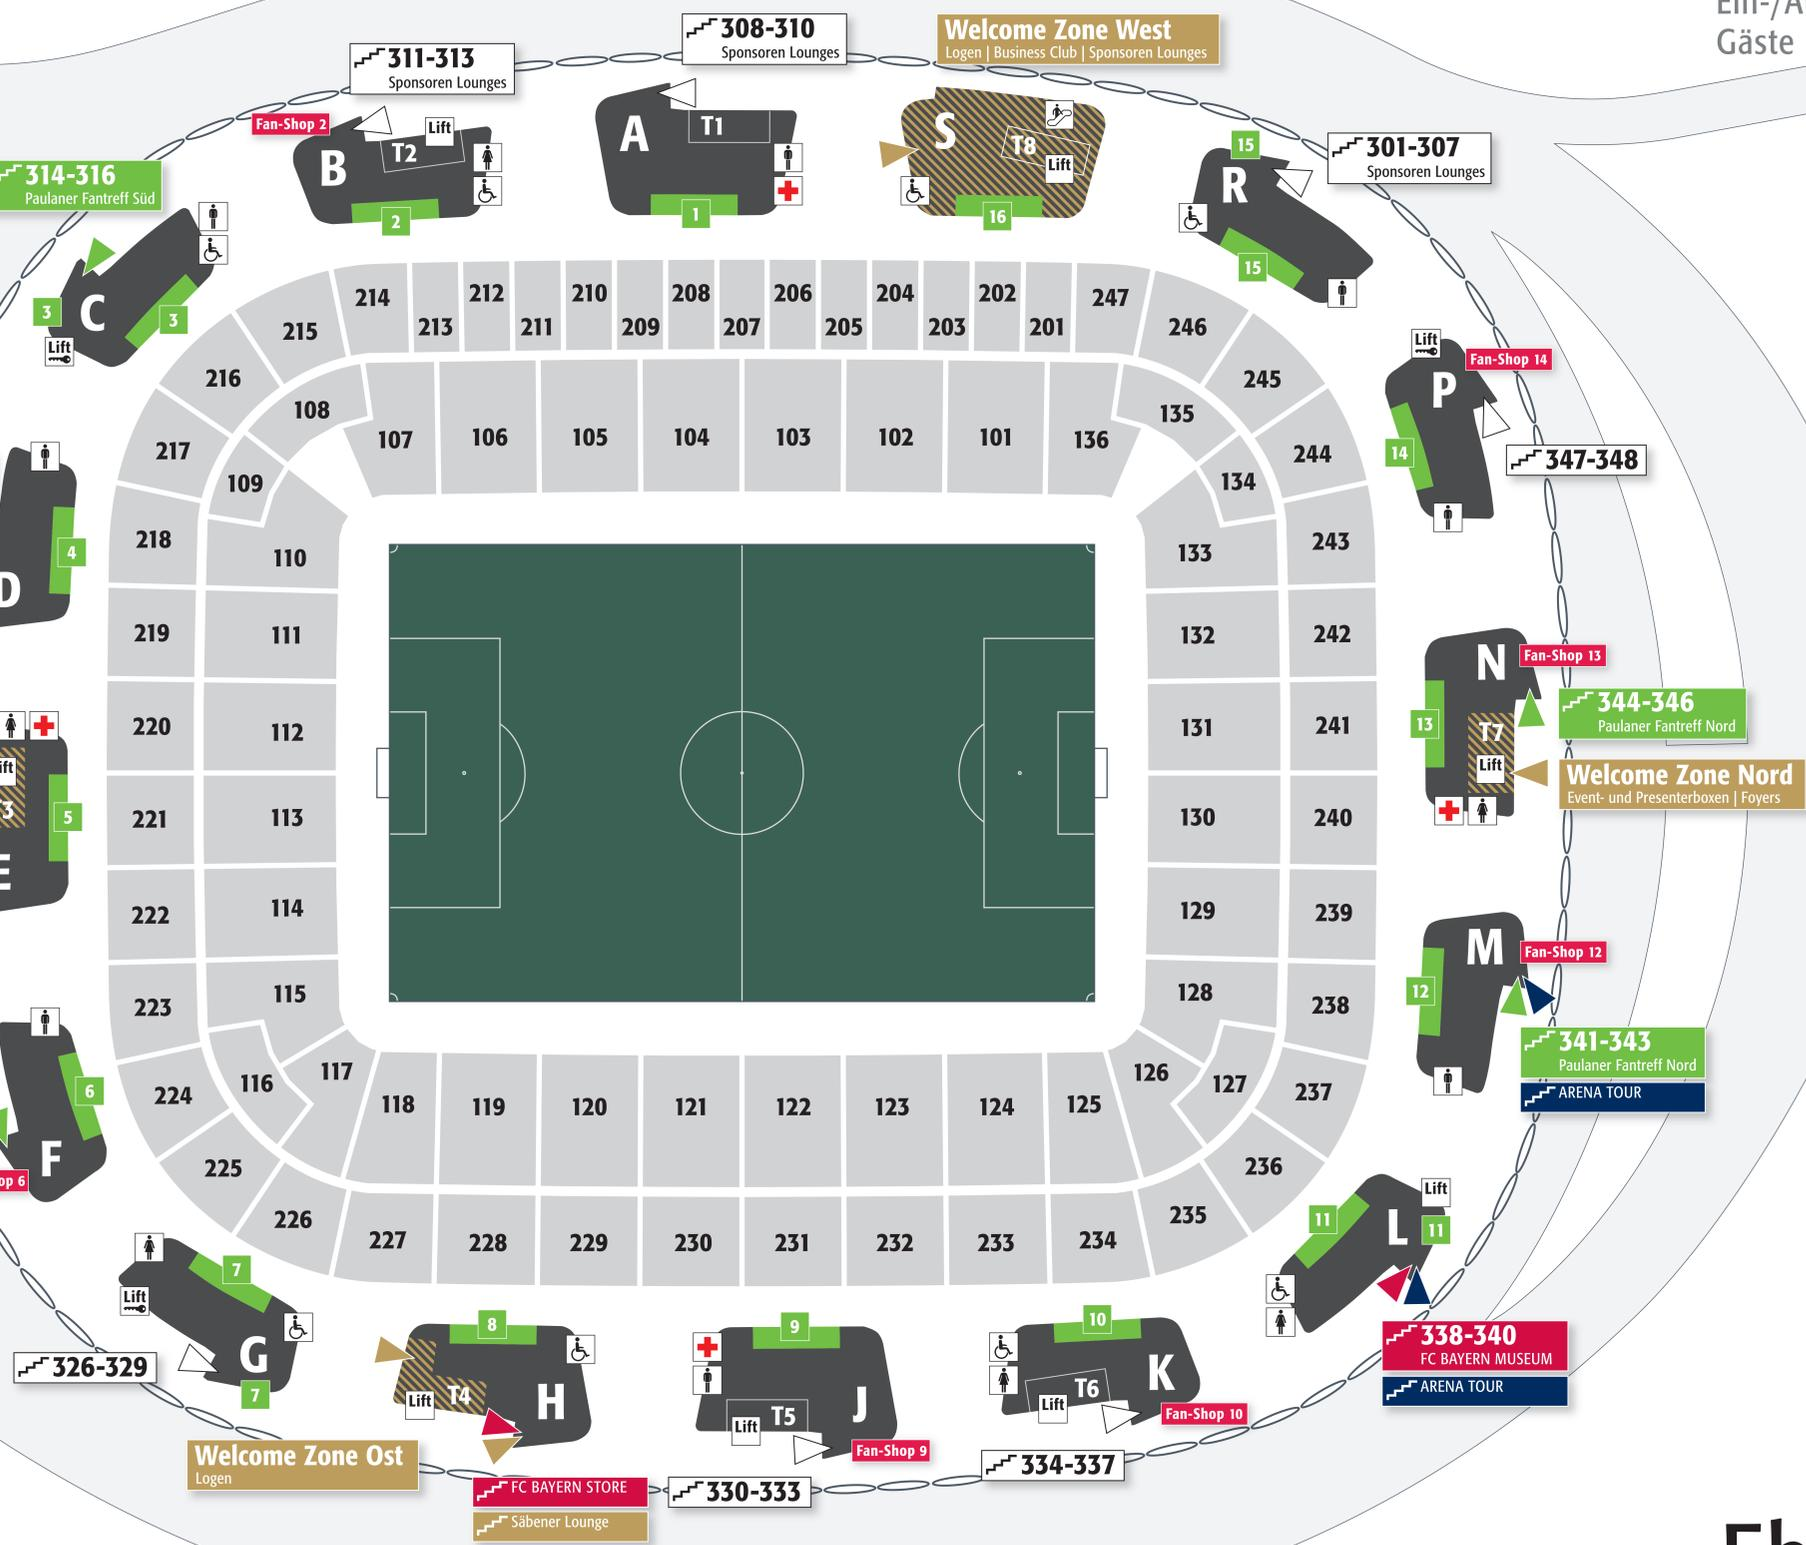 Gäste
308-310
Sponsoren Lounges
Welcome Zone West
Logen | Business Club | Sponsoren Lounges
311-313
Sponsoren Lounges
Fan-Shop 2
B
T2
Lift
2
A
T1
1
S
T8
Lift
16
15
R
15
301-307
Sponsoren Lounges
314-316
Paulaner Fantreff Süd
3
C
3
Lift
214
213
212
211
210
209
208
207
206
205
204
203
202
201
247
215
246
216
245
217
244
218
243
219
242
220
241
221
240
222
239
223
238
224
237
225
236
226
235
227
228
229
230
231
232
233
234
108
107
106
105
104
103
102
101
136
135
109
134
110
133
111
132
112
131
113
130
114
129
115
128
116
117
118
119
120
121
122
123
124
125
126
127
Lift
Fan-Shop 14
P
14
347-348
4
D
N
Fan-Shop 13
13
T7
Lift
344-346
Paulaner Fantreff Nord
Welcome Zone Nord
Event- und Presenterboxen | Foyers
5
E
M
Fan-Shop 12
12
341-343
Paulaner Fantreff Nord
ARENA TOUR
6
F
Lift
11
L
11
338-340
FC BAYERN MUSEUM
ARENA TOUR
7
Lift
G
7
326-329
8
T4
Lift
H
Welcome Zone Ost
Logen
FC BAYERN STORE
Säbener Lounge
9
T5
Lift
J
Fan-Shop 9
330-333
10
T6
Lift
K
Fan-Shop 10
334-337